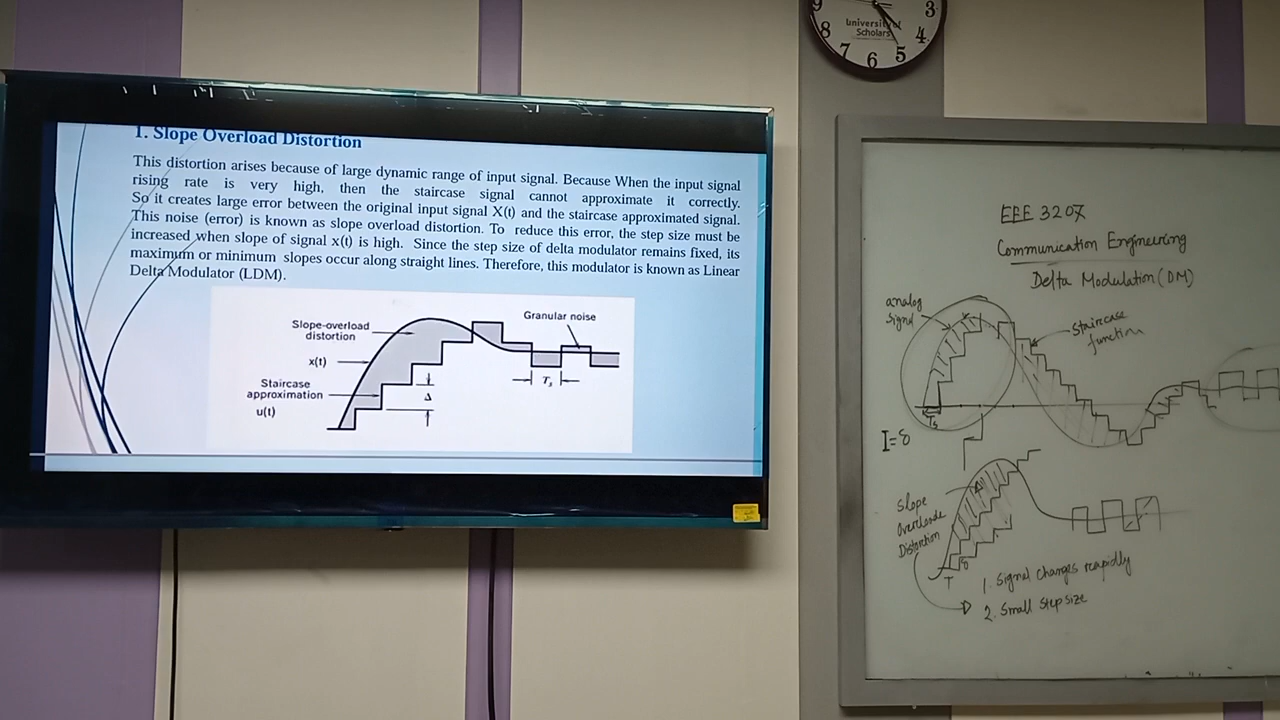 1. Slope Overload Distortion
This distortion arises because of large dynamic range of input signal. Because When the input signal
rising rate is very high, then the staircase signal cannot approximate it correctly.
So it creates large error between the original input signal X(t) and the staircase approximated signal.
This noise (error) is known as slope overload distortion. To reduce this error, the step size must be
increased when slope of signal x(t) is high. Since the step size of delta modulator remains fixed, its
maximum or minimum slopes occur along straight lines. Therefore, this modulator is known as Linear
Delta Modulator (LDM).
Slope-overload
distortion
x(t)
Staircase
approximation
u(t)
Δ
Granular noise
Ts
9
8
7
6
5
4
3
University of
Scholars
EEE 3207
Communication Engineering
Delta Modulation (DM)
analog
signal
Staircase
function
Ts
I=δ
Slope
Overloade
Distortion
Δ
δ
T
1. Signal changes rapidly
2. Small step size